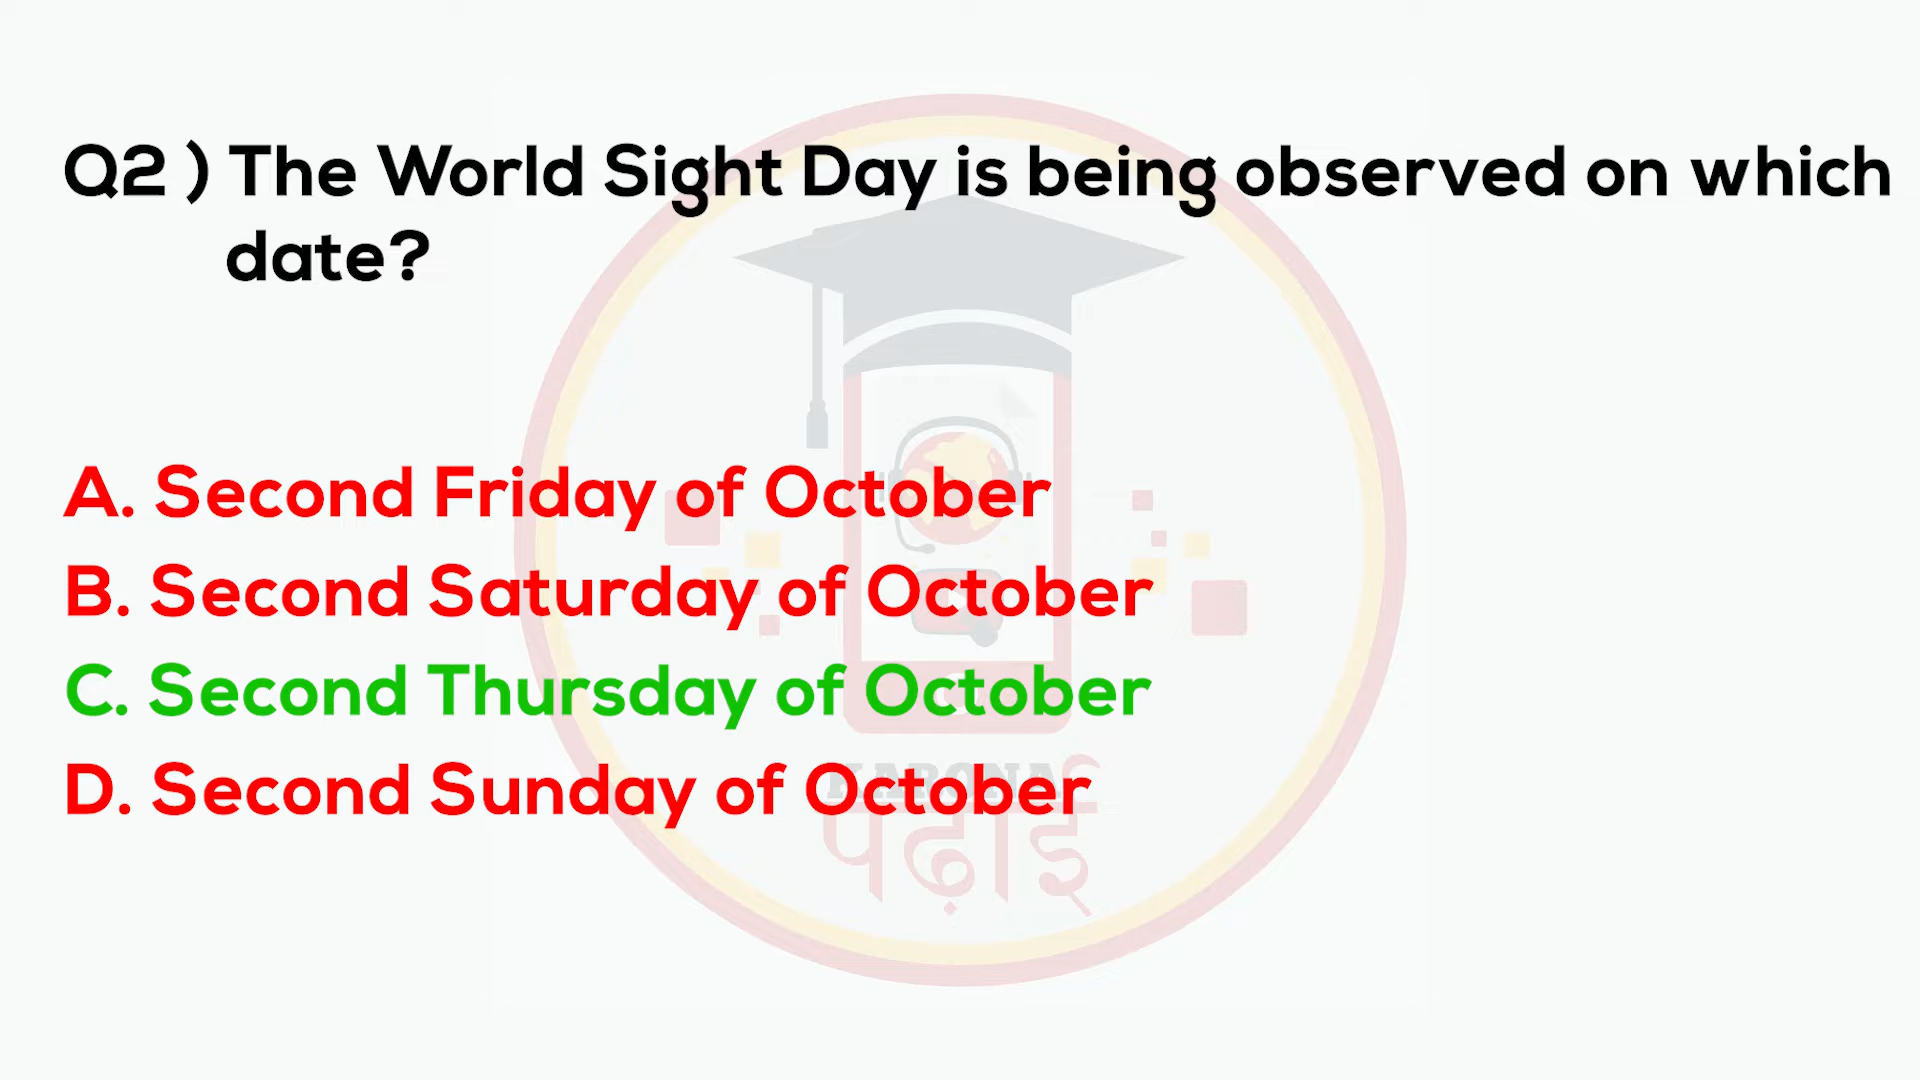 Q2 ) The World Sight Day is being observed on which
date?
A. Second Friday of October
B. Second Saturday of October
C. Second Thursday of October
D. Second Sunday of October
KARONA
पढ़ाई